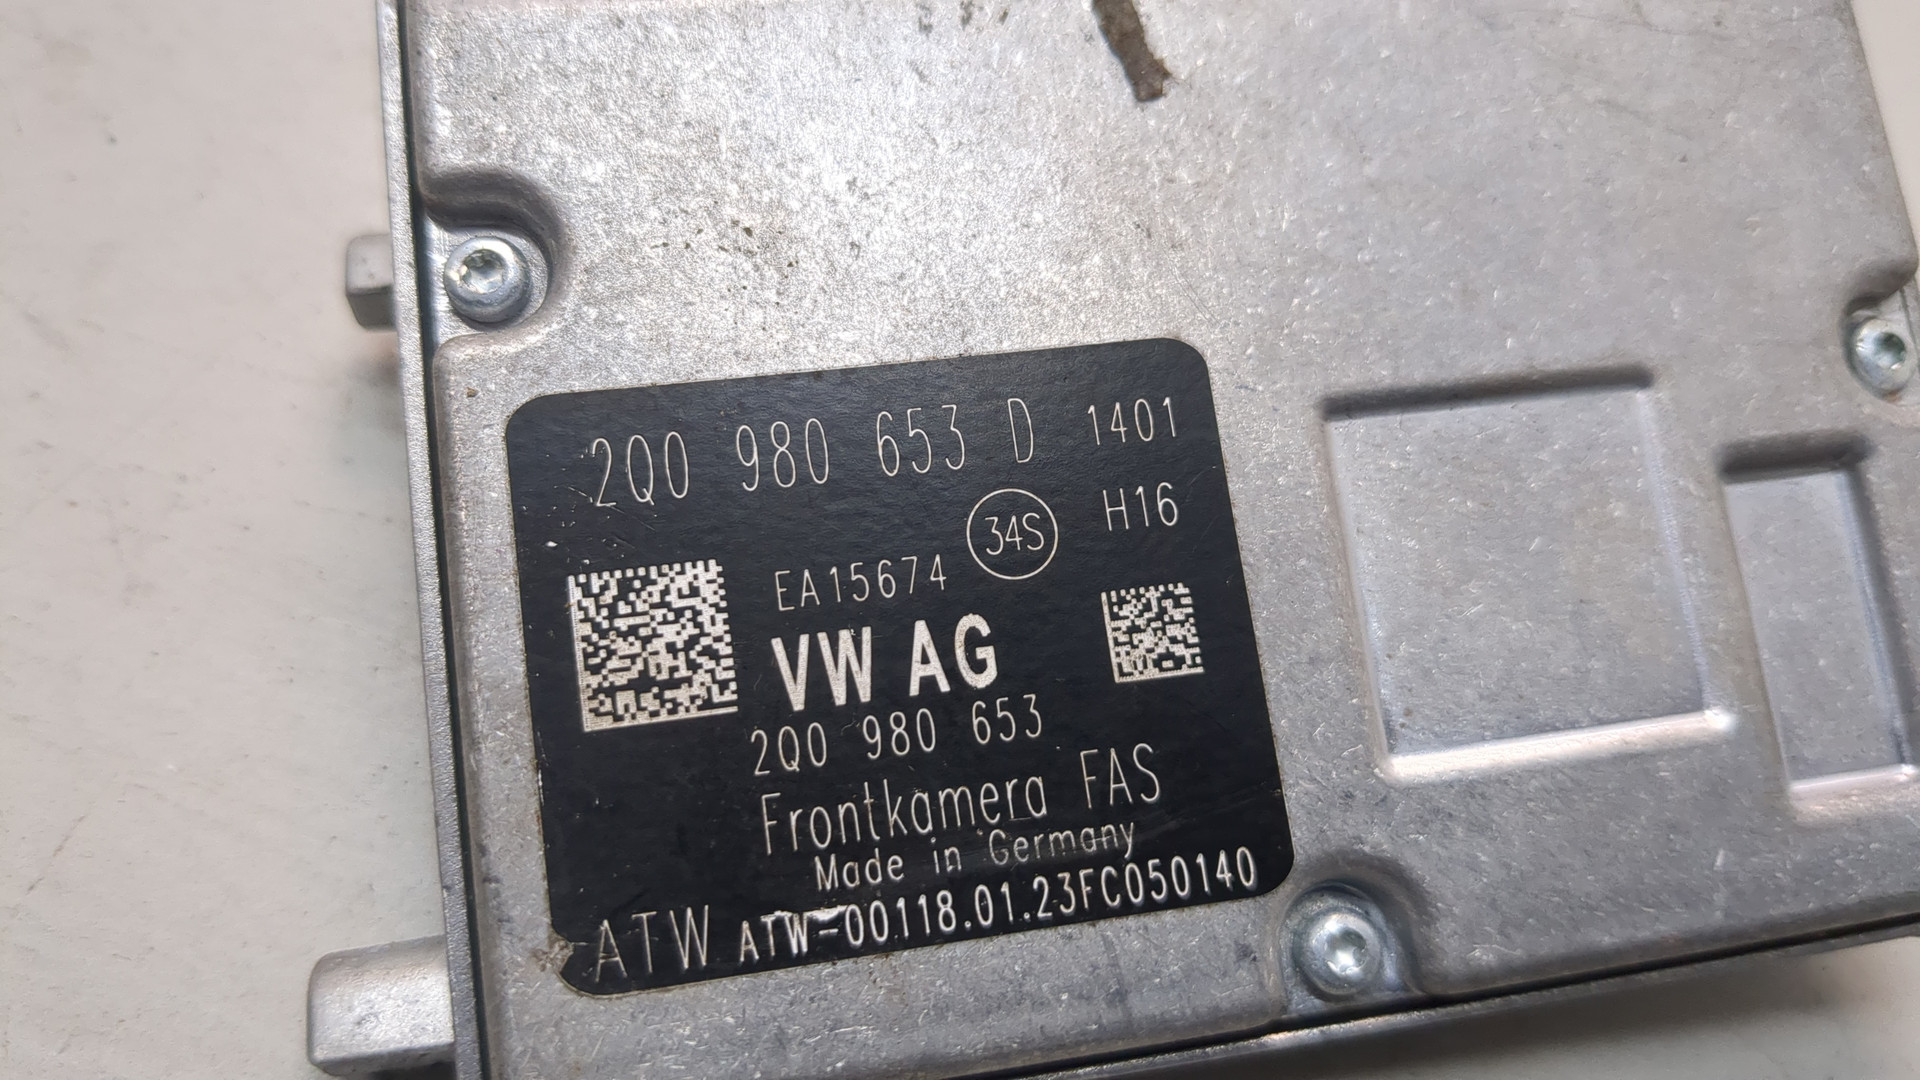 2Q0 980 653 D 1401
34S H16
EA15674
VW AG
2Q0 980 653
Frontkamera FAS
Made in Germany
ATW ATW-00118.01.23FC050140